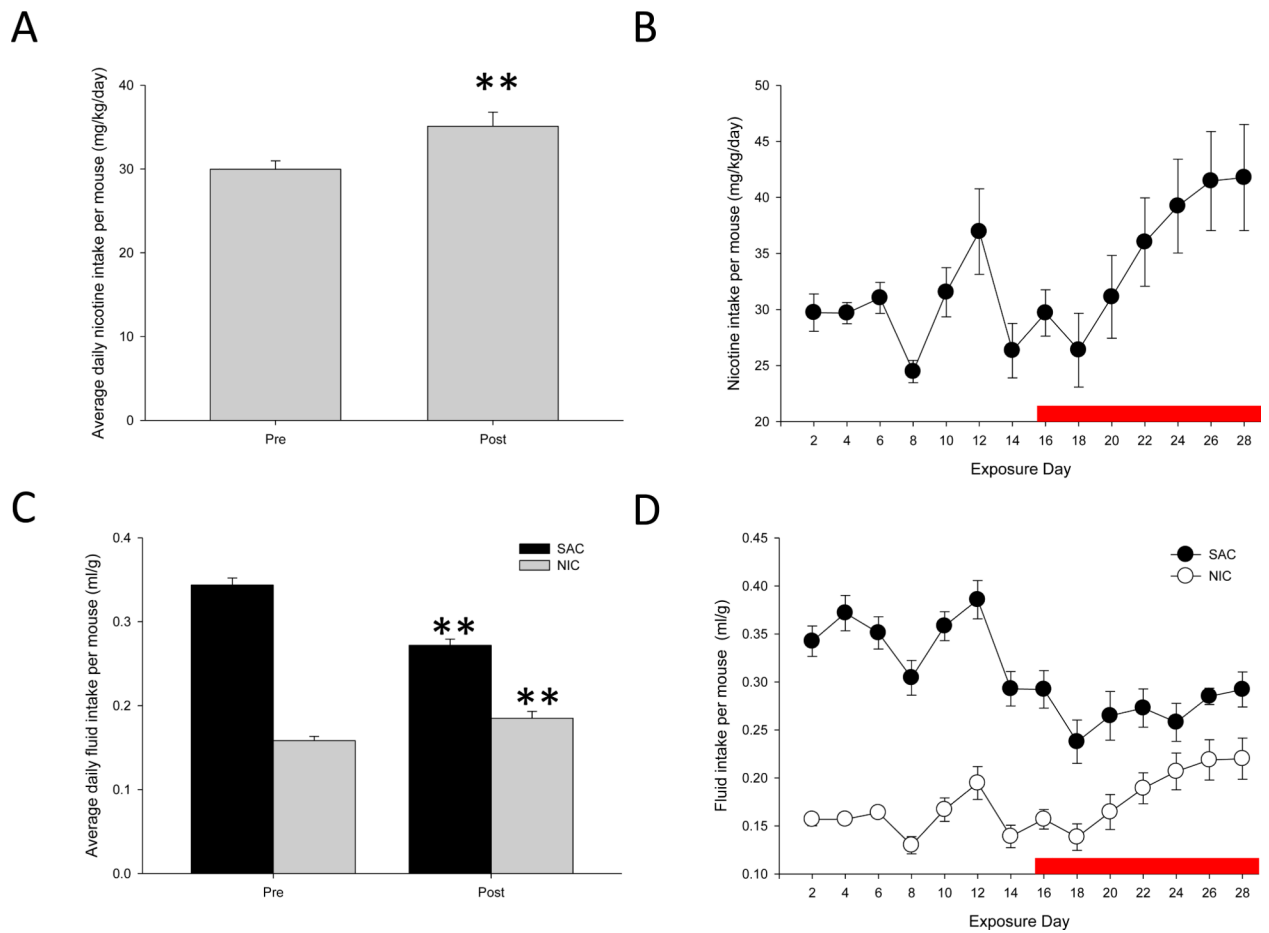 A
Average daily nicotine intake per mouse (mg/kg/day)
40
30
20
10
0
**
Pre
Post
B
Nicotine intake per mouse (mg/kg/day)
50
45
40
35
30
25
20
2 4 6 8 10 12 14 16 18 20 22 24 26 28
Exposure Day
C
Average daily fluid intake per mouse (ml/g)
0.4
0.3
0.2
0.1
0.0
SAC
NIC
**
**
Pre
Post
D
Fluid intake per mouse (ml/g)
0.45
0.40
0.35
0.30
0.25
0.20
0.15
0.10
SAC
NIC
2 4 6 8 10 12 14 16 18 20 22 24 26 28
Exposure Day